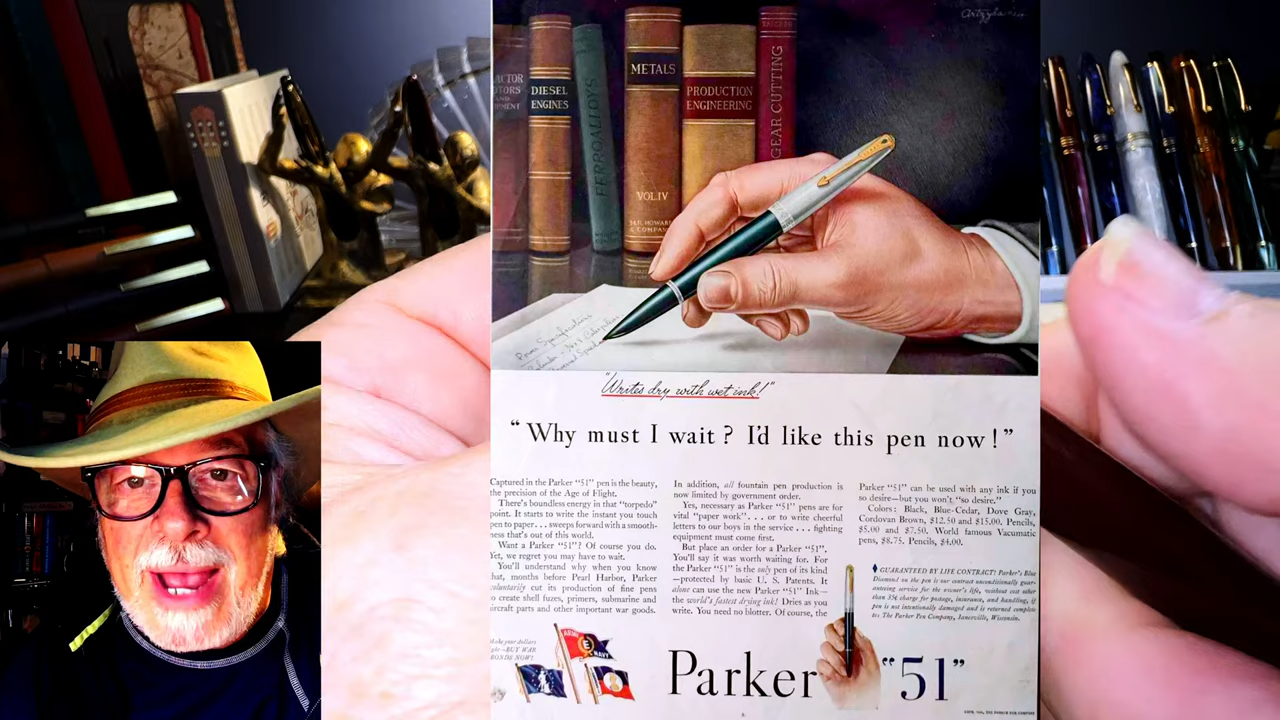 Artzybasheff
ACTOR
OTORS
AND
DIESEL
ENGINES
FERROALLOYS
METALS
VOL.IV
& COMPANY
PRODUCTION
ENGINEERING
GEAR CUTTING
Power Specifications
"Writes dry with wet ink!"
“Why must I wait? I'd like this pen now!”
Captured in the Parker “51” pen is the beauty,
the precision of the Age of Flight.
There's boundless energy in that “torpedo”
point. It starts to write the instant you touch
pen to paper . . . sweeps forward with a smooth-
ness that's out of this world.
Want a Parker “51”? Of course you do.
Yet, we regret you may have to wait.
You'll understand why when you know
that, months before Pearl Harbor, Parker
voluntarily cut its production of fine pens
to create shell fuzes, primers, submarine and
aircraft parts and other important war goods.
In addition, all fountain pen production is
now limited by government order.
Yes, necessary as Parker “51” pens are for
vital “paper work” . . . or to write cheerful
letters to our boys in the service . . . fighting
equipment must come first.
But place an order for a Parker “51”.
You'll say it was worth waiting for. For
the Parker “51” is the only pen of its kind
—protected by basic U. S. Patents. It
alone can use the new Parker “51” Ink—
the world's fastest drying ink! Dries as you
write. You need no blotter. Of course, the
Parker “51” can be used with any ink if you
so desire—but you won't “so desire.”
Colors: Black, Blue-Cedar, Dove Gray,
Cordovan Brown, $12.50 and $15.00. Pencils,
$5.00 and $7.50. World famous Vacumatic
pens, $8.75. Pencils, $4.00.
GUARANTEED BY LIFE CONTRACT! Parker's Blue
Diamond on the pen is our contract unconditionally guar-
anteeing service for the owner's life, without cost other
than 35¢ charge for postage, insurance, and handling, if
pen is not intentionally damaged and is returned complete
to: The Parker Pen Company, Janesville, Wisconsin.
Make your dollars
fight—BUY WAR
BONDS NOW!
ARMY
E
NAVY
Parker “51”